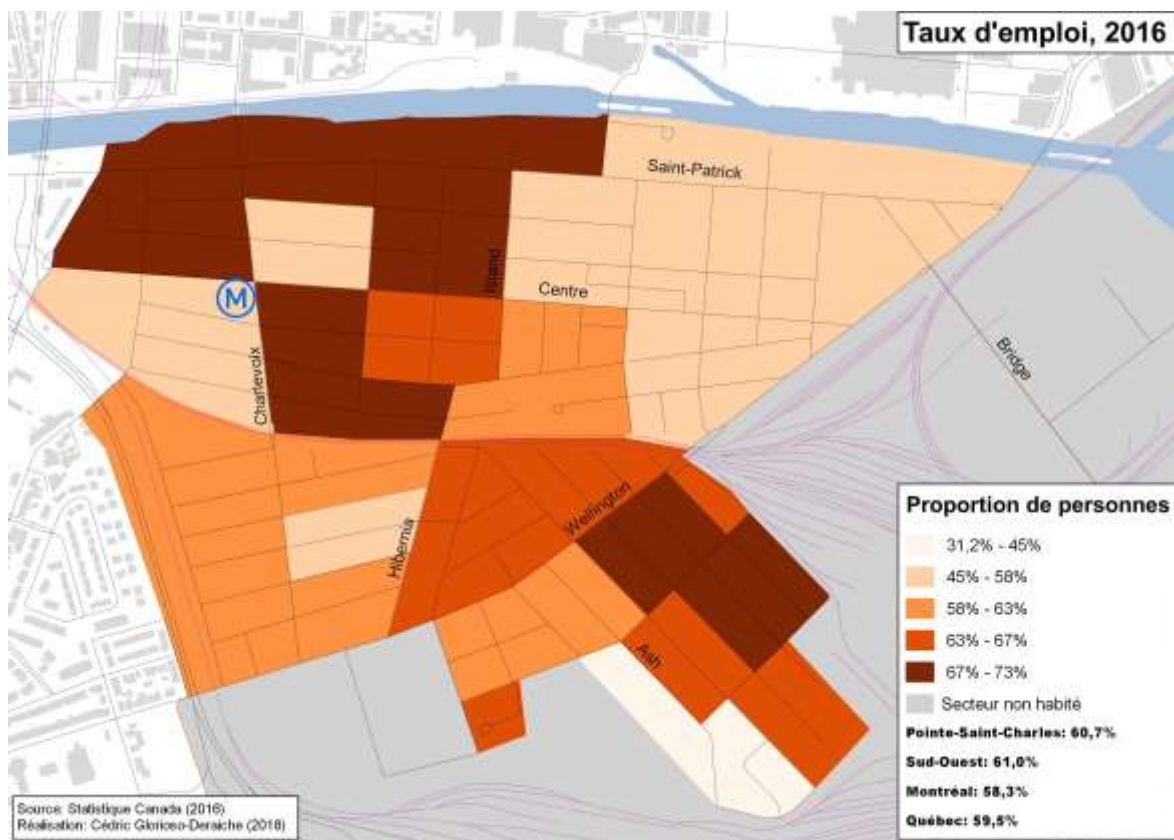 Taux d'emploi, 2016
Saint-Patrick
Island
Centre
M
Charlevoix
Bridge
Wellington
Hibernia
Ash
Proportion de personnes
31,2% - 45%
45% - 58%
58% - 63%
63% - 67%
67% - 73%
Secteur non habité
Pointe-Saint-Charles: 60,7%
Sud-Ouest: 61,0%
Montréal: 58,3%
Québec: 59,5%
Source: Statistique Canada (2016)
Réalisation: Cédric Glorioso-Deraiche (2018)